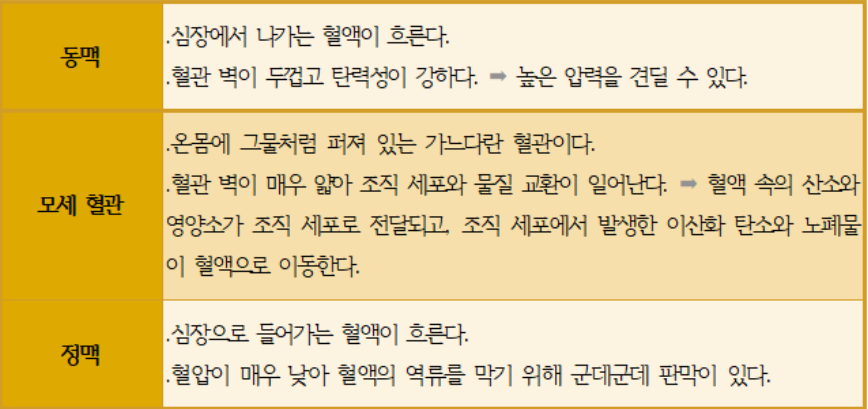 동맥
.심장에서 나가는 혈액이 흐른다.
.혈관 벽이 두껍고 탄력성이 강하다. ➡ 높은 압력을 견딜 수 있다.
모세 혈관
.온몸에 그물처럼 퍼져 있는 가느다란 혈관이다.
.혈관 벽이 매우 얇아 조직 세포와 물질 교환이 일어난다. ➡ 혈액 속의 산소와
영양소가 조직 세포로 전달되고, 조직 세포에서 발생한 이산화 탄소와 노폐물
이 혈액으로 이동한다.
정맥
.심장으로 들어가는 혈액이 흐른다.
.혈압이 매우 낮아 혈액의 역류를 막기 위해 군데군데 판막이 있다.